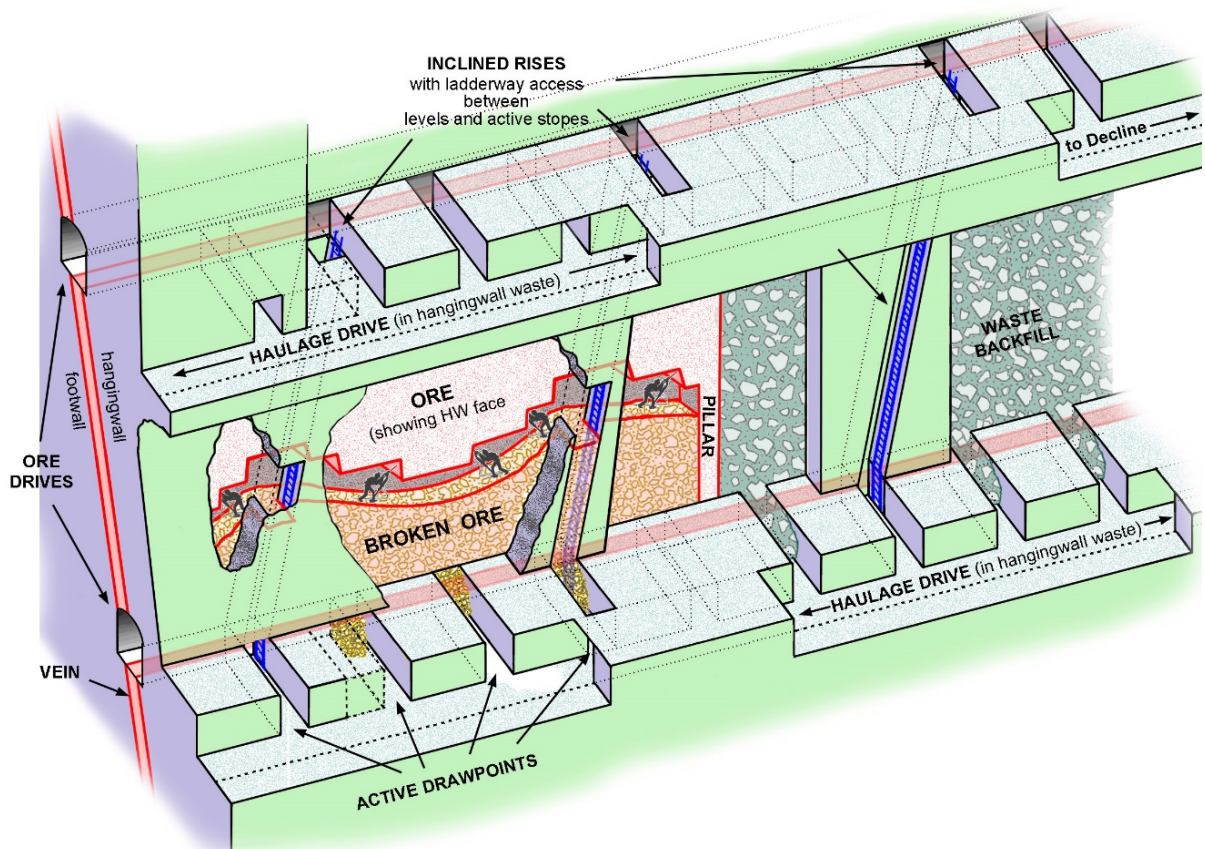 INCLINED RISES
with ladderway access
between
levels and active stopes
to Decline
HAULAGE DRIVE (in hangingwall waste)
hangingwall
footwall
ORE
(showing HW face)
WASTE
BACKFILL
PILLAR
ORE
DRIVES
BROKEN ORE
HAULAGE DRIVE (in hangingwall waste)
VEIN
ACTIVE DRAWPOINTS